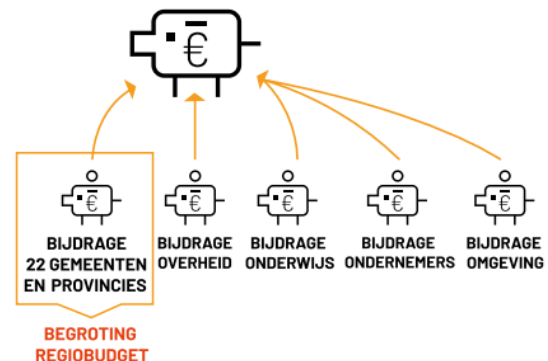 €
€
€
€
€
€
BIJDRAGE
22 GEMEENTEN
EN PROVINCIES
BIJDRAGE
OVERHEID
BIJDRAGE
ONDERWIJS
BIJDRAGE
ONDERNEMERS
BIJDRAGE
OMGEVING
BEGROTING
REGIOBUDGET